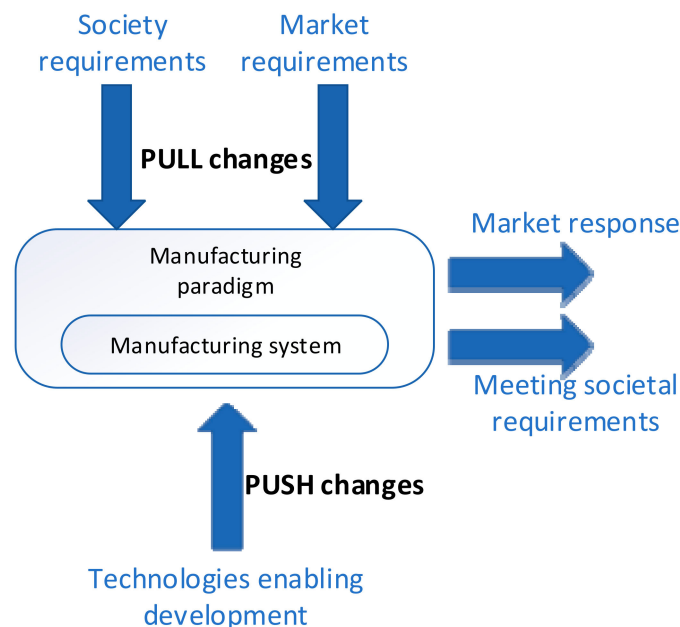 Society
requirements
Market
requirements
PULL changes
Manufacturing
paradigm
Manufacturing system
Market response
Meeting societal
requirements
PUSH changes
Technologies enabling
development